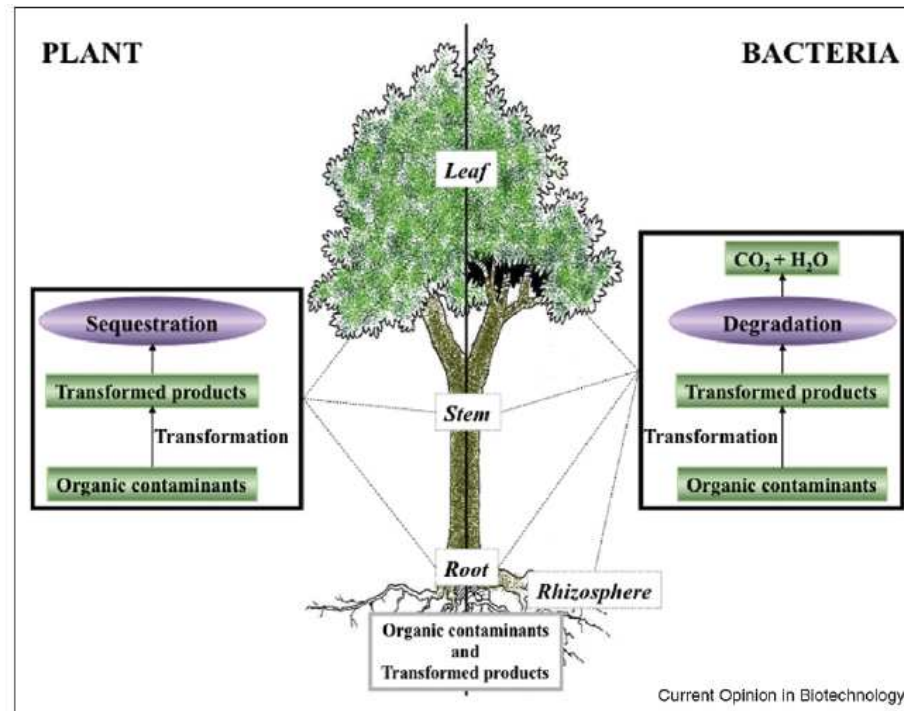 PLANT
BACTERIA
Leaf
CO₂ + H₂O
Sequestration
Degradation
Transformed products
Transformed products
Stem
Transformation
Transformation
Organic contaminants
Organic contaminants
Root
Rhizosphere
Organic contaminants
and
Transformed products
Current Opinion in Biotechnology